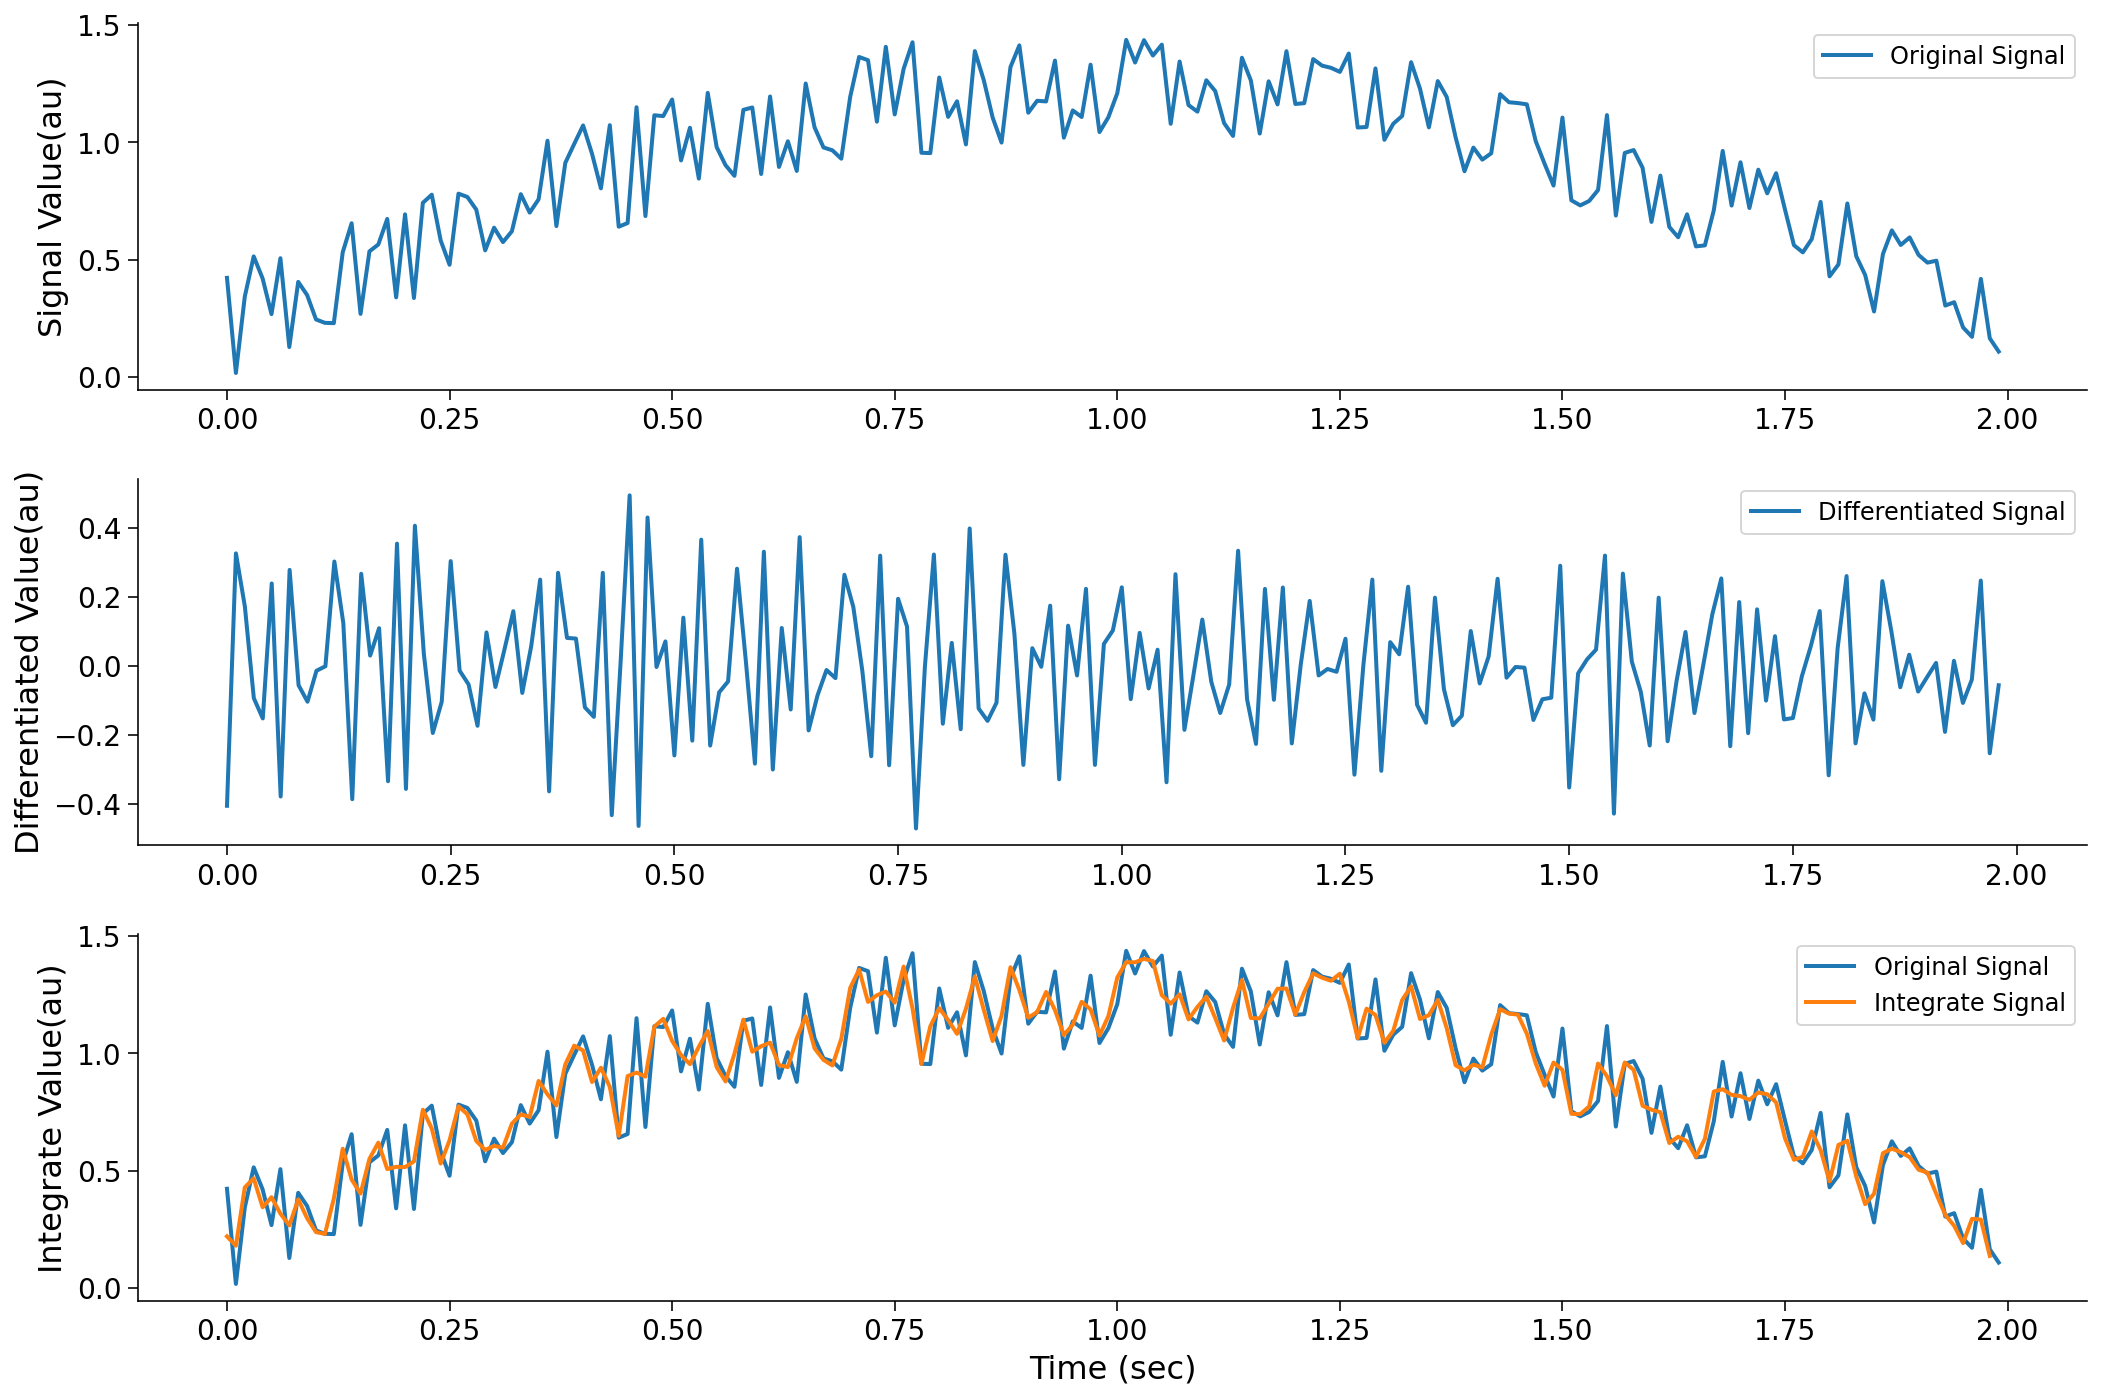 Signal Value(au)
1.5
1.0
0.5
0.0
Original Signal
0.00 0.25 0.50 0.75 1.00 1.25 1.50 1.75 2.00
Differentiated Value(au)
0.4
0.2
0.0
−0.2
−0.4
Differentiated Signal
0.00 0.25 0.50 0.75 1.00 1.25 1.50 1.75 2.00
Integrate Value(au)
1.5
1.0
0.5
0.0
Original Signal
Integrate Signal
0.00 0.25 0.50 0.75 1.00 1.25 1.50 1.75 2.00
Time (sec)